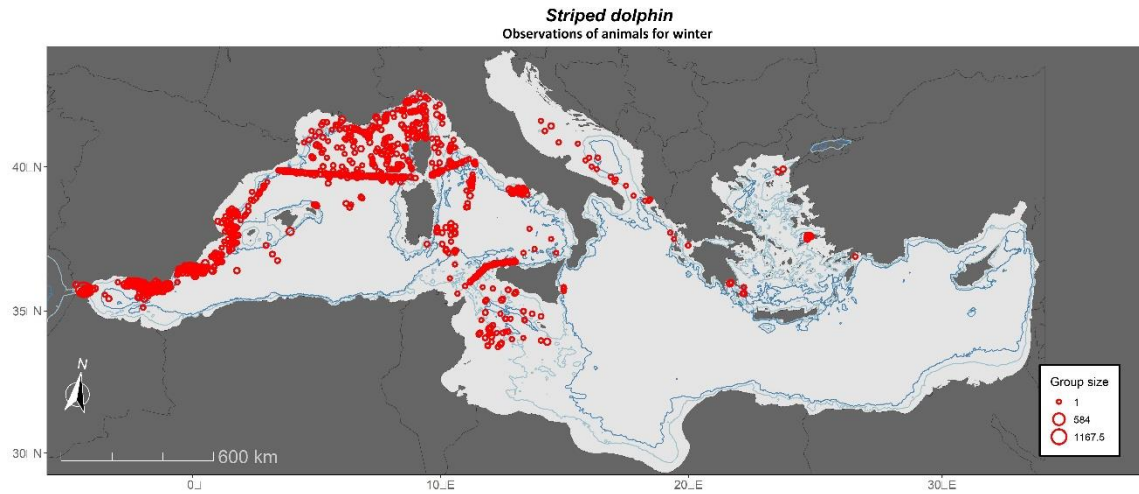 Striped dolphin
Observations of animals for winter
40 N
35 N
N
30 N
600 km
Group size
1
584
1167.5
0
10 E
20 E
30 E